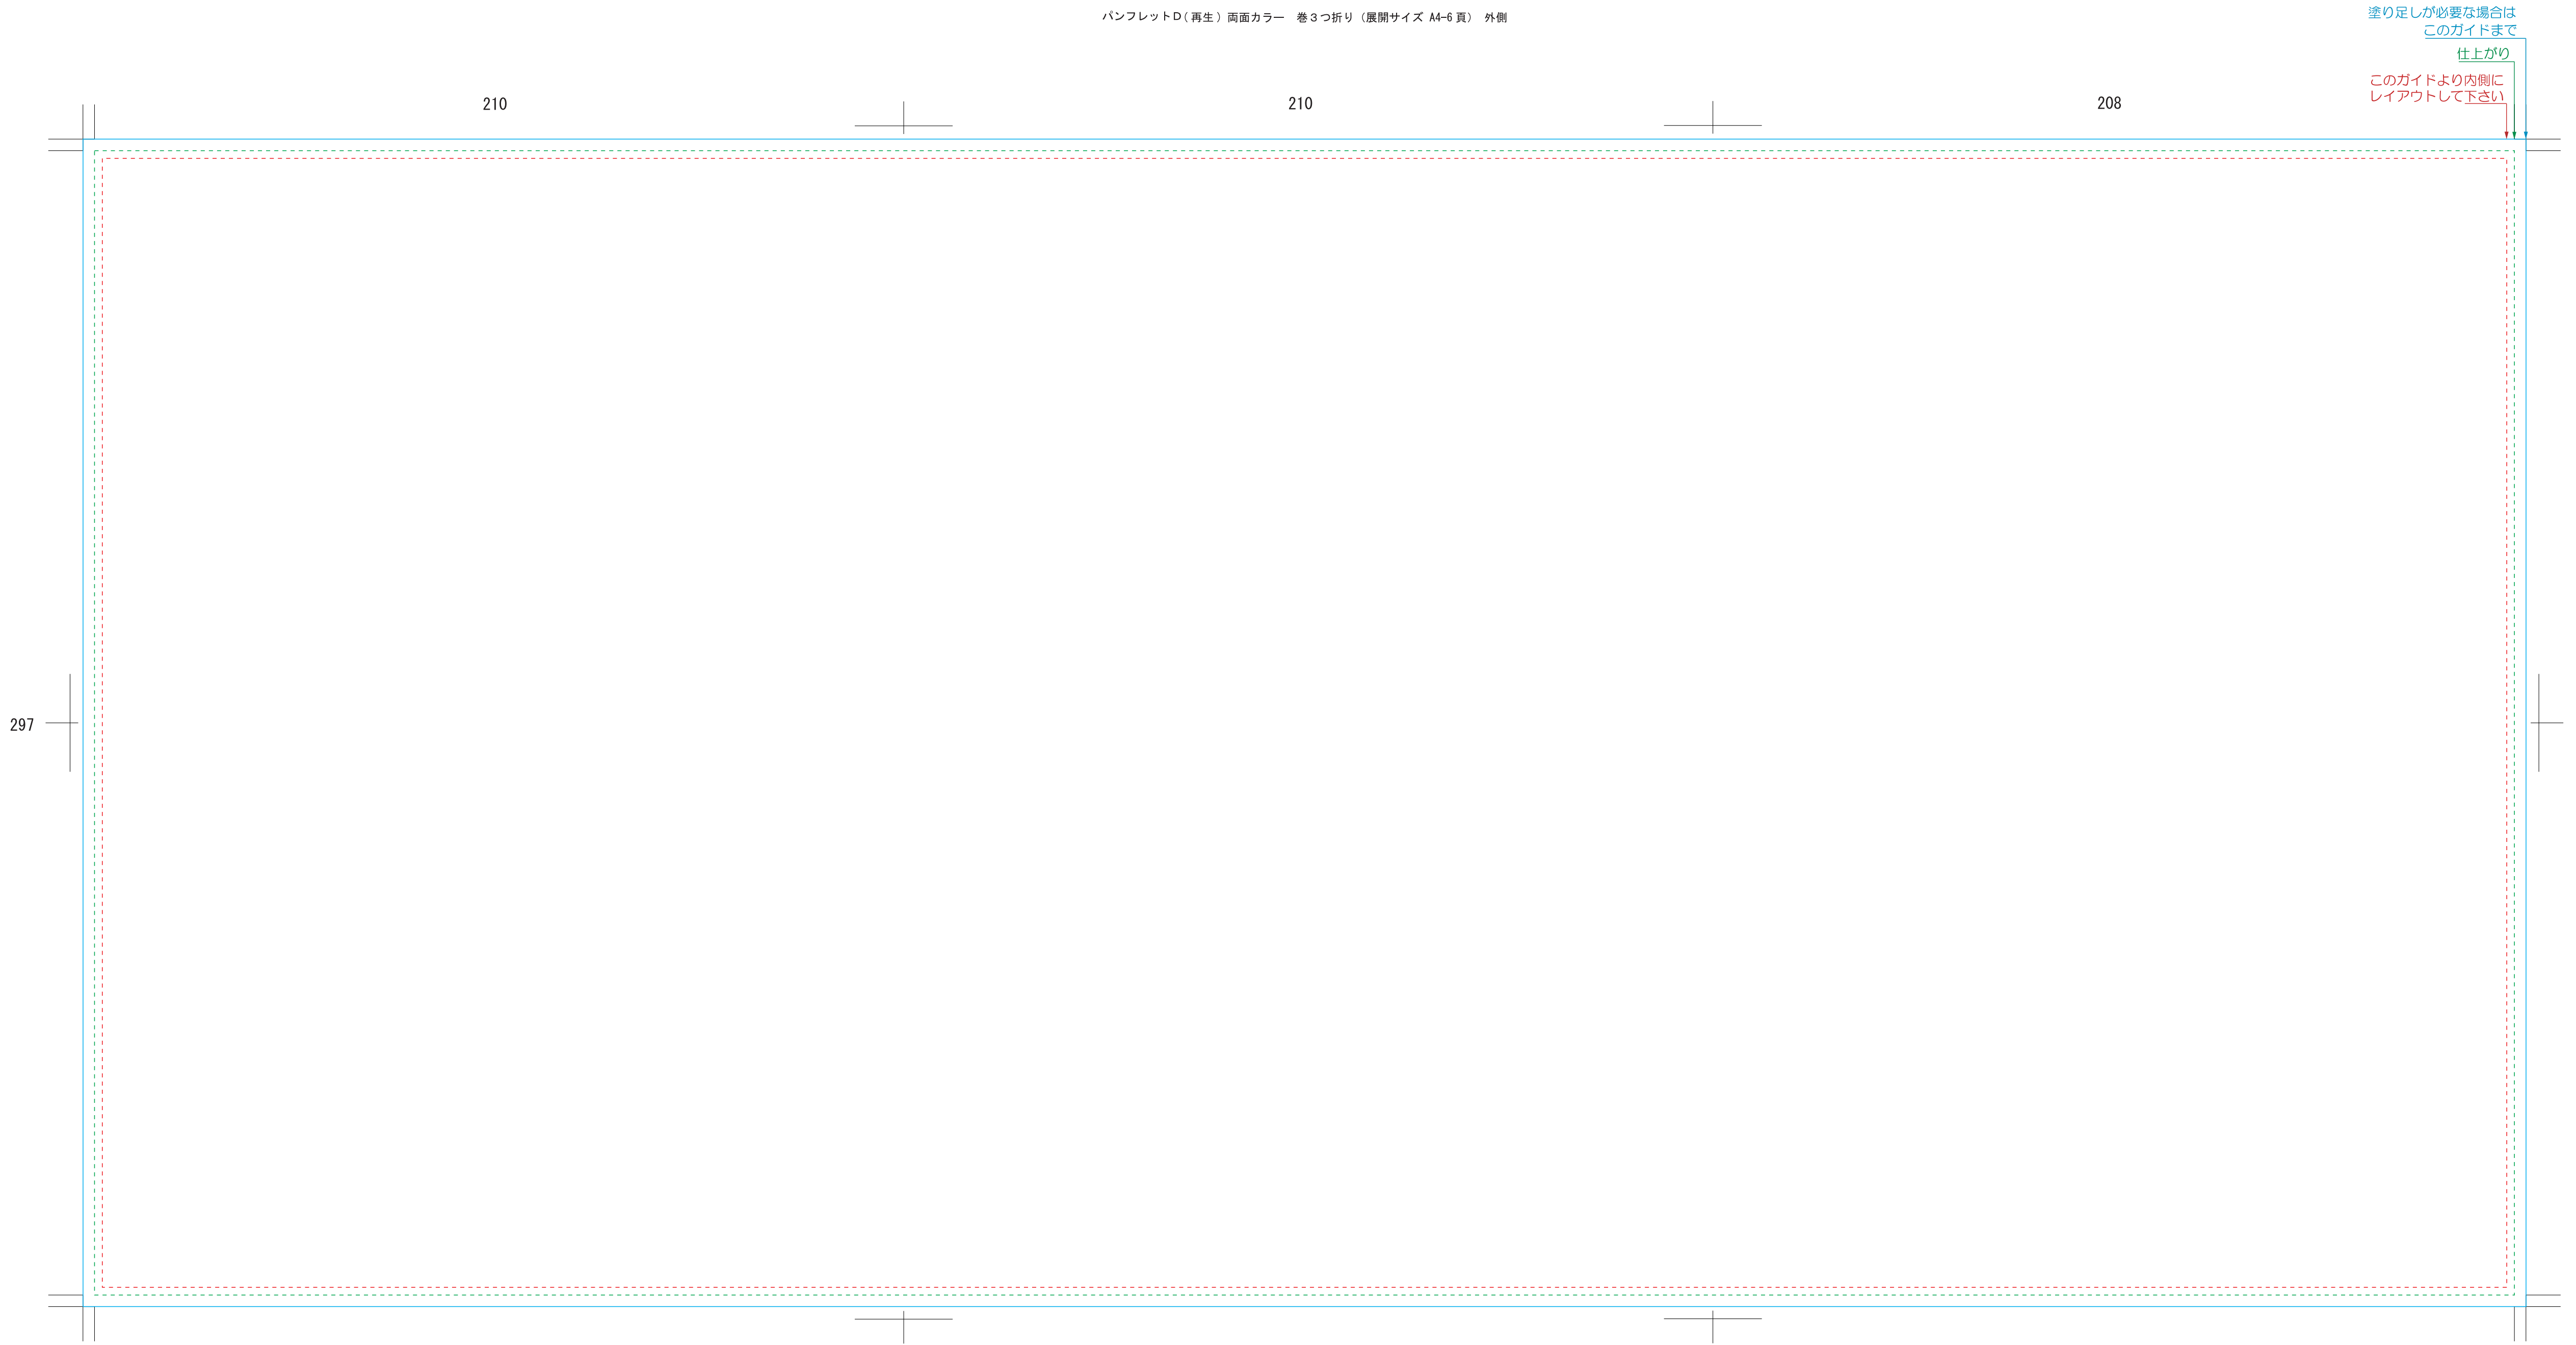 パンフレットD(再生)両面カラー　巻３つ折り（展開サイズ A4−6頁）　外側
塗り足しが必要な場合は
このガイドまで
仕上がり
このガイドより内側に
レイアウトして下さい
210
210
208
297